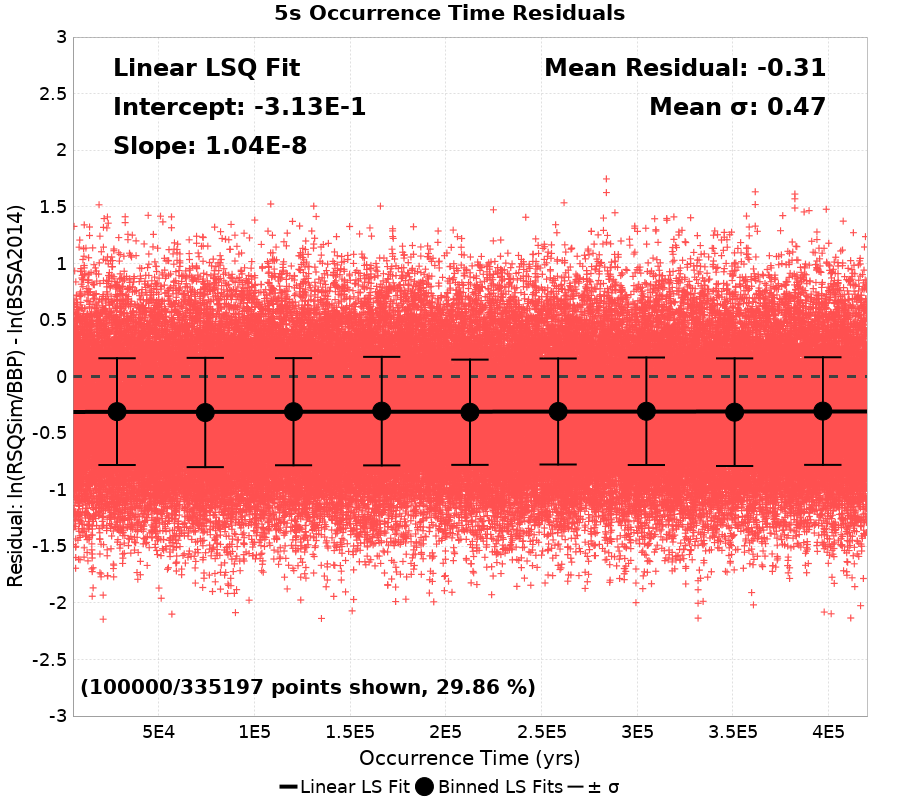 5s Occurrence Time Residuals
Linear LSQ Fit
Intercept: -3.13E-1
Slope: 1.04E-8
Mean Residual: -0.31
Mean σ: 0.47
3
2.5
2
1.5
1
0.5
0
-0.5
-1
-1.5
-2
-2.5
-3
Residual: ln(RSQSim/BBP) - ln(BSSA2014)
(100000/335197 points shown, 29.86 %)
5E4 1E5 1.5E5 2E5 2.5E5 3E5 3.5E5 4E5
Occurrence Time (yrs)
Linear LS Fit Binned LS Fits ± σ